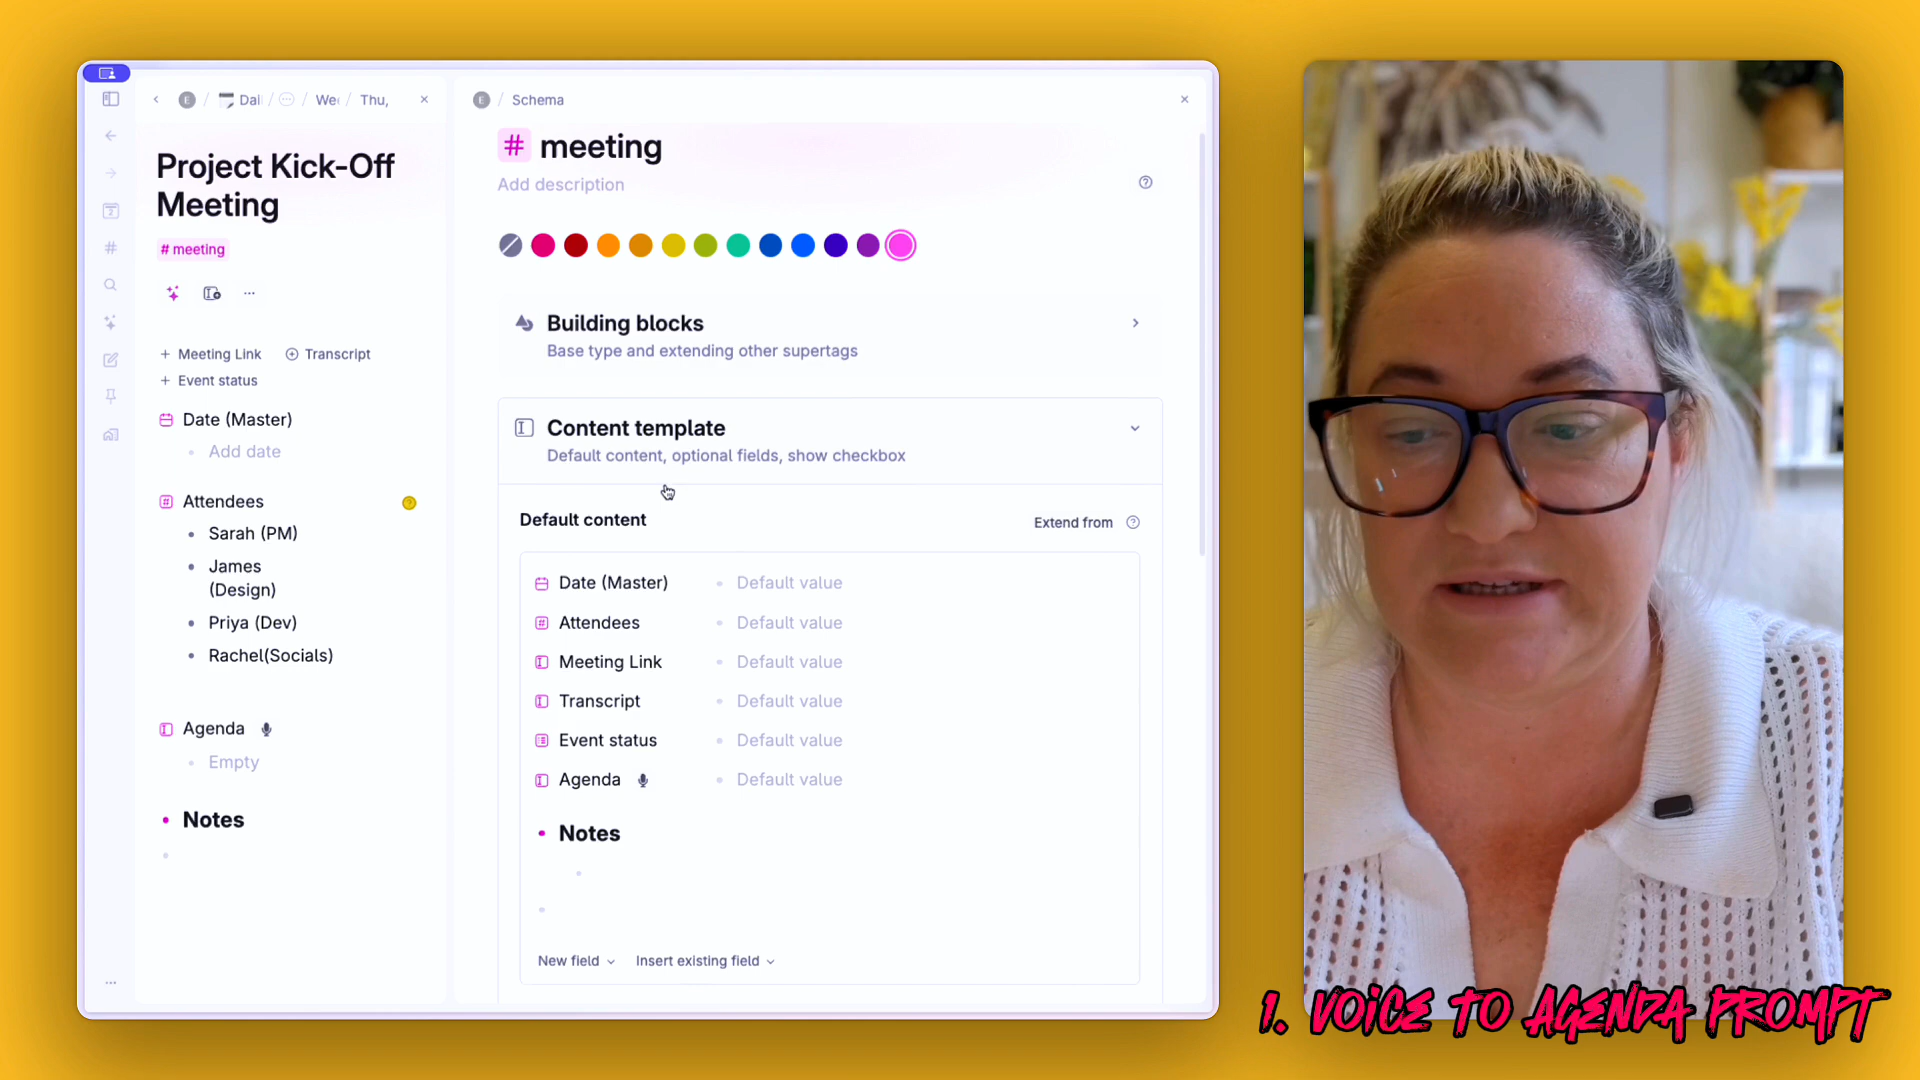 E / Dai / / We / Thu,
Project Kick-Off
Meeting
# meeting
+ Meeting Link Transcript
+ Event status
Date (Master)
Add date
Attendees
Sarah (PM)
James
(Design)
Priya (Dev)
Rachel(Socials)
Agenda
Empty
Notes
E / Schema
# meeting
Add description
Building blocks
Base type and extending other supertags
Content template
Default content, optional fields, show checkbox
Default content Extend from
Date (Master) Default value
Attendees Default value
Meeting Link Default value
Transcript Default value
Event status Default value
Agenda Default value
Notes
New field Insert existing field
1. VOICE TO AGENDA PROMPT